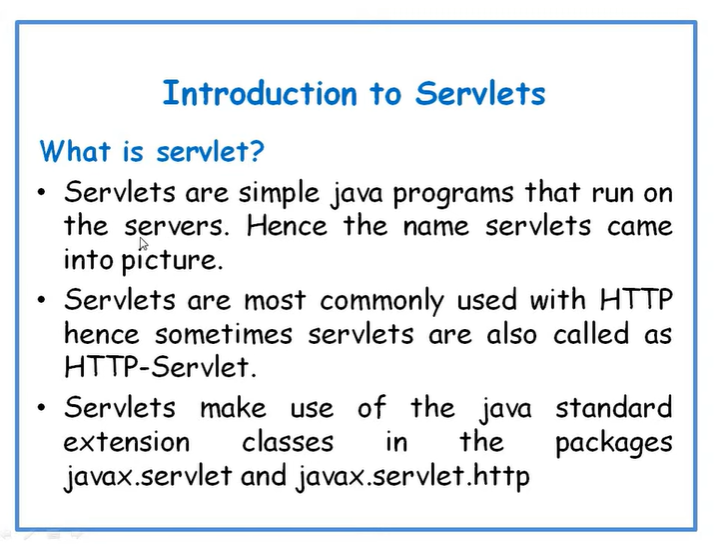 Introduction to Servlets
What is servlet?
• Servlets are simple java programs that run on
the servers. Hence the name servlets came
into picture.
• Servlets are most commonly used with HTTP
hence sometimes servlets are also called as
HTTP-Servlet.
• Servlets make use of the java standard
extension classes in the packages
javax.servlet and javax.servlet.http